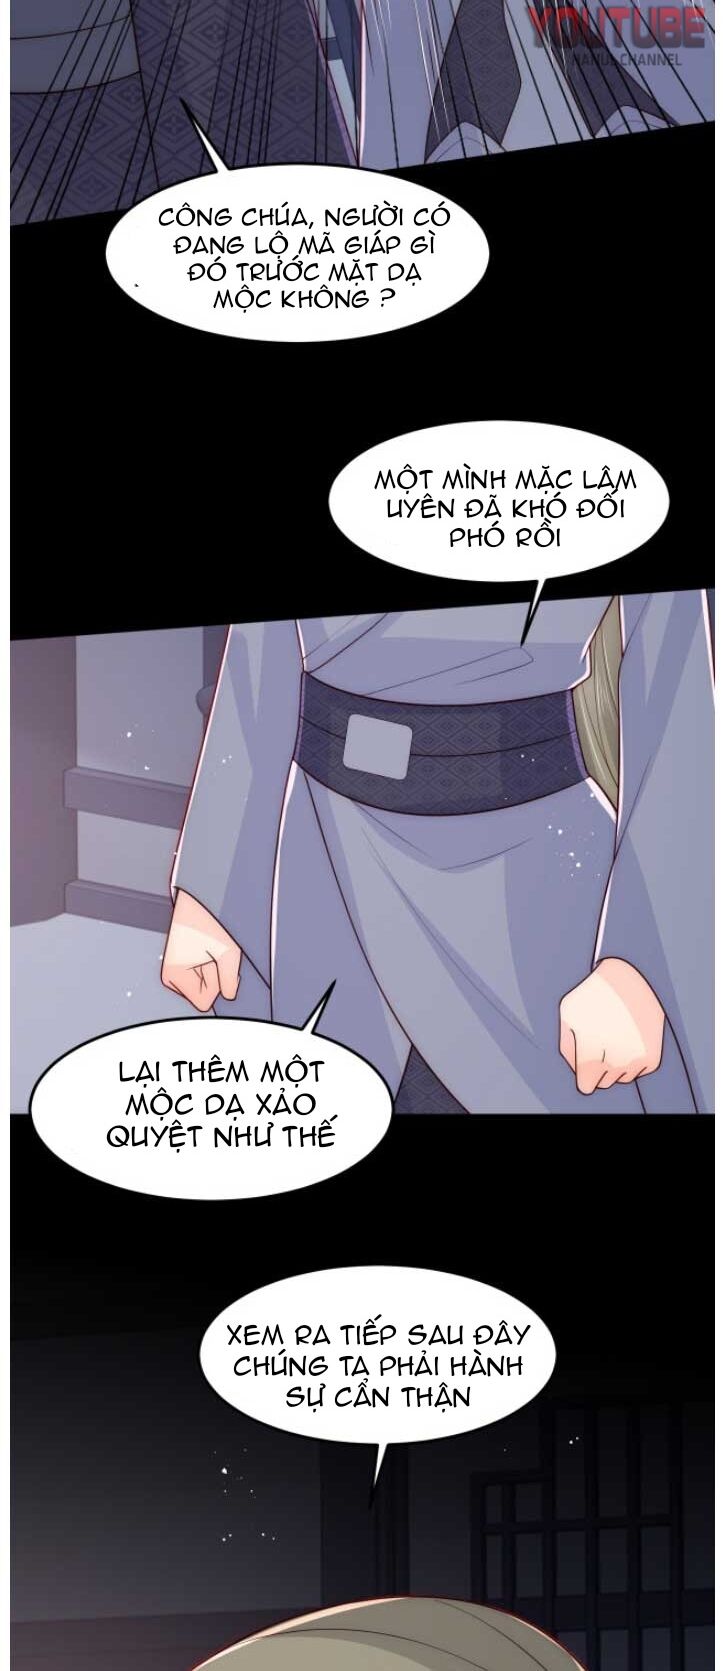 YOUTUBE
HANUL CHANNEL
CÔNG CHÚA, NGƯỜI CÓ
ĐANG LỘ MÃ GIÁP GÌ
ĐÓ TRƯỚC MẶT DẠ
MỘC KHÔNG ?
MỘT MÌNH MẶC LÂM
UYÊN ĐÃ KHÓ ĐỐI
PHÓ RỒI
LẠI THÊM MỘT
MỘC DẠ XẢO
QUYỆT NHƯ THẾ
XEM RA TIẾP SAU ĐÂY
CHÚNG TA PHẢI HÀNH
SỰ CẨN THẬN